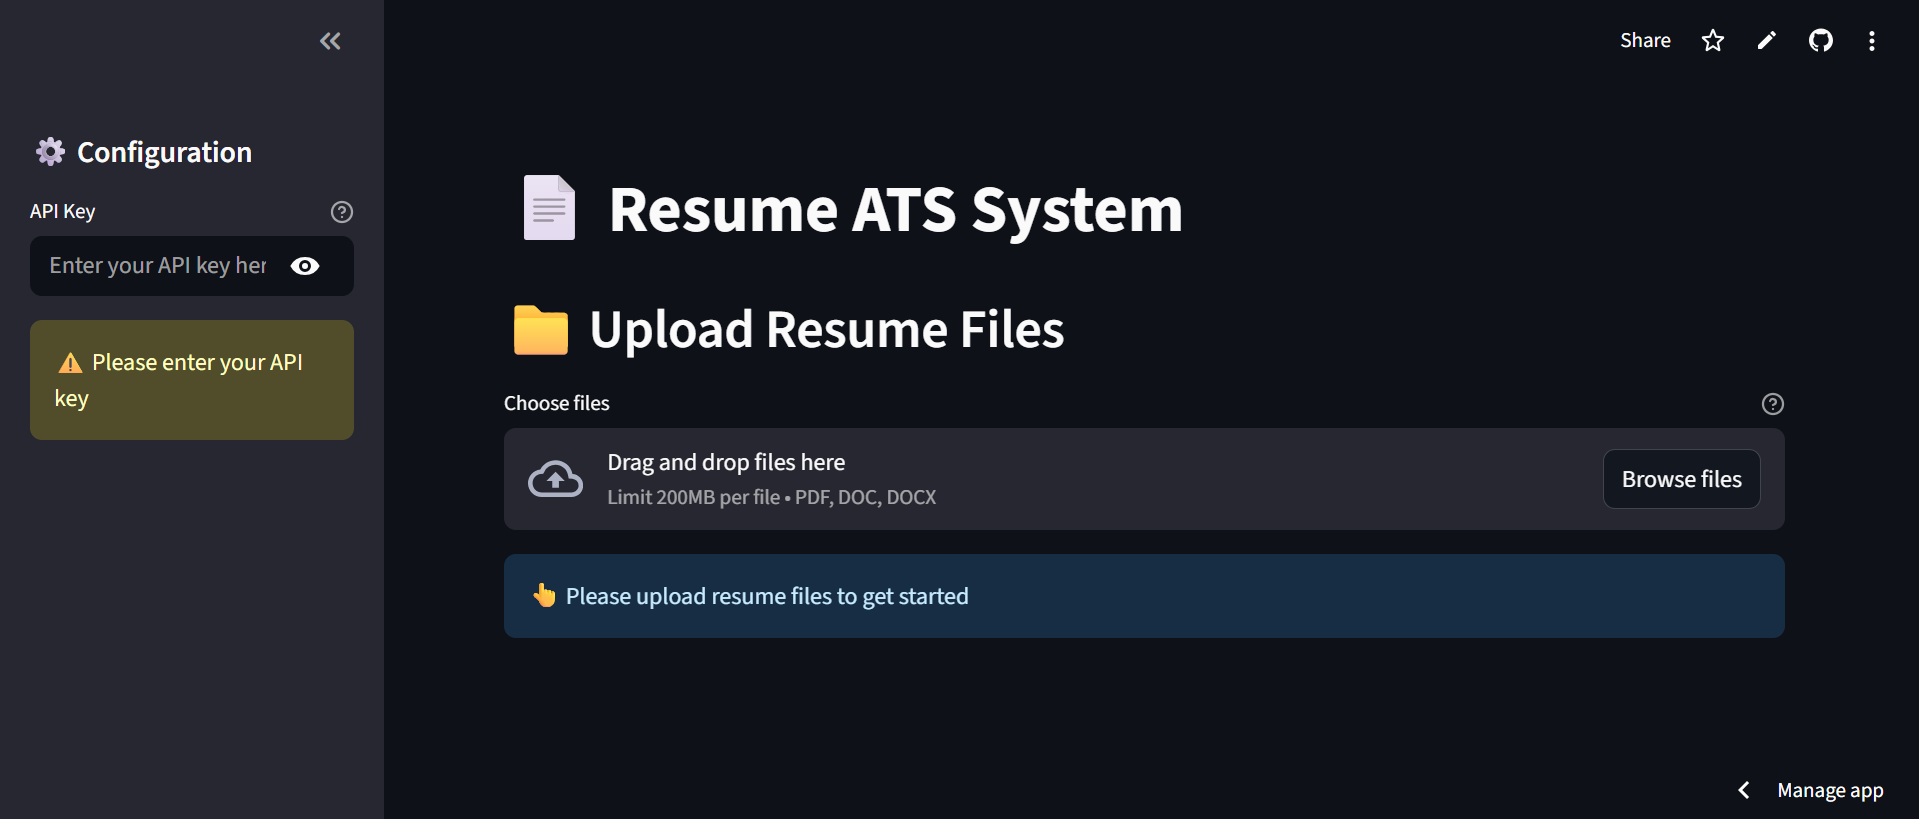 Share
Configuration
API Key
Enter your API key her
Please enter your API
key
Resume ATS System
Upload Resume Files
Choose files
Drag and drop files here
Limit 200MB per file • PDF, DOC, DOCX
Browse files
Please upload resume files to get started
Manage app